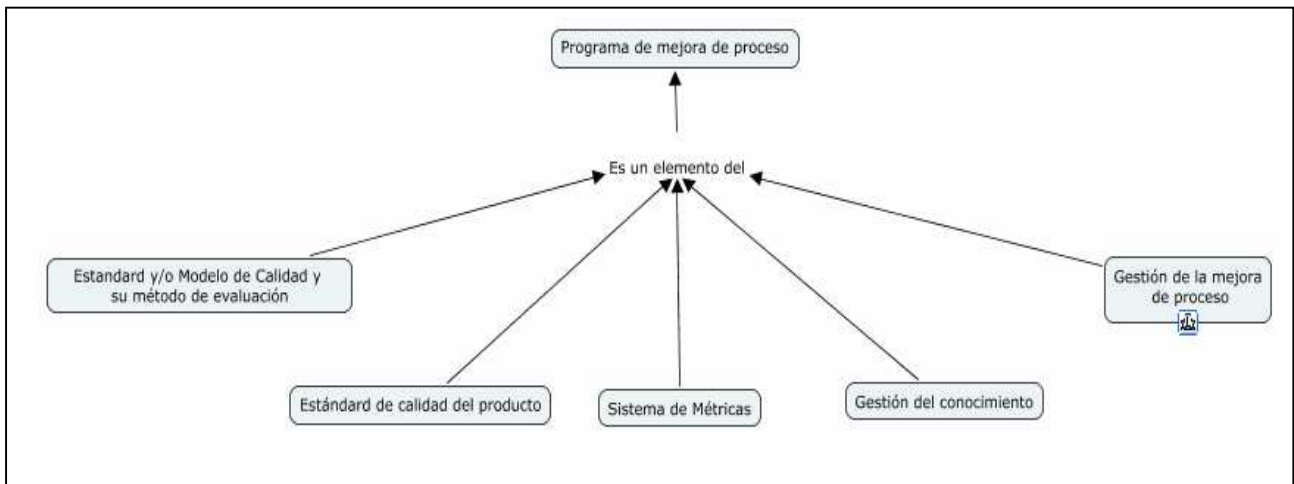 Programa de mejora de proceso
Es un elemento del
Estandard y/o Modelo de Calidad y
su método de evaluación
Gestión de la mejora
de proceso
Estándard de calidad del producto
Sistema de Métricas
Gestión del conocimiento